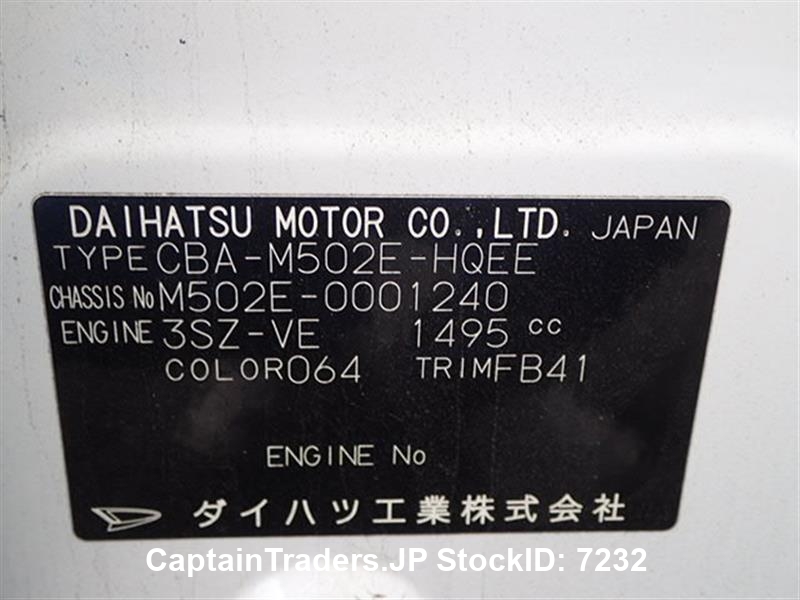 DAIHATSU MOTOR CO.,LTD. JAPAN
TYPE CBA-M502E-HQEE
CHASSIS No M502E-0001240
ENGINE 3SZ-VE 1495 cc
COLOR 064 TRIM FB41
ENGINE No
ダイハツ工業株式会社
CaptainTraders.JP StockID: 7232